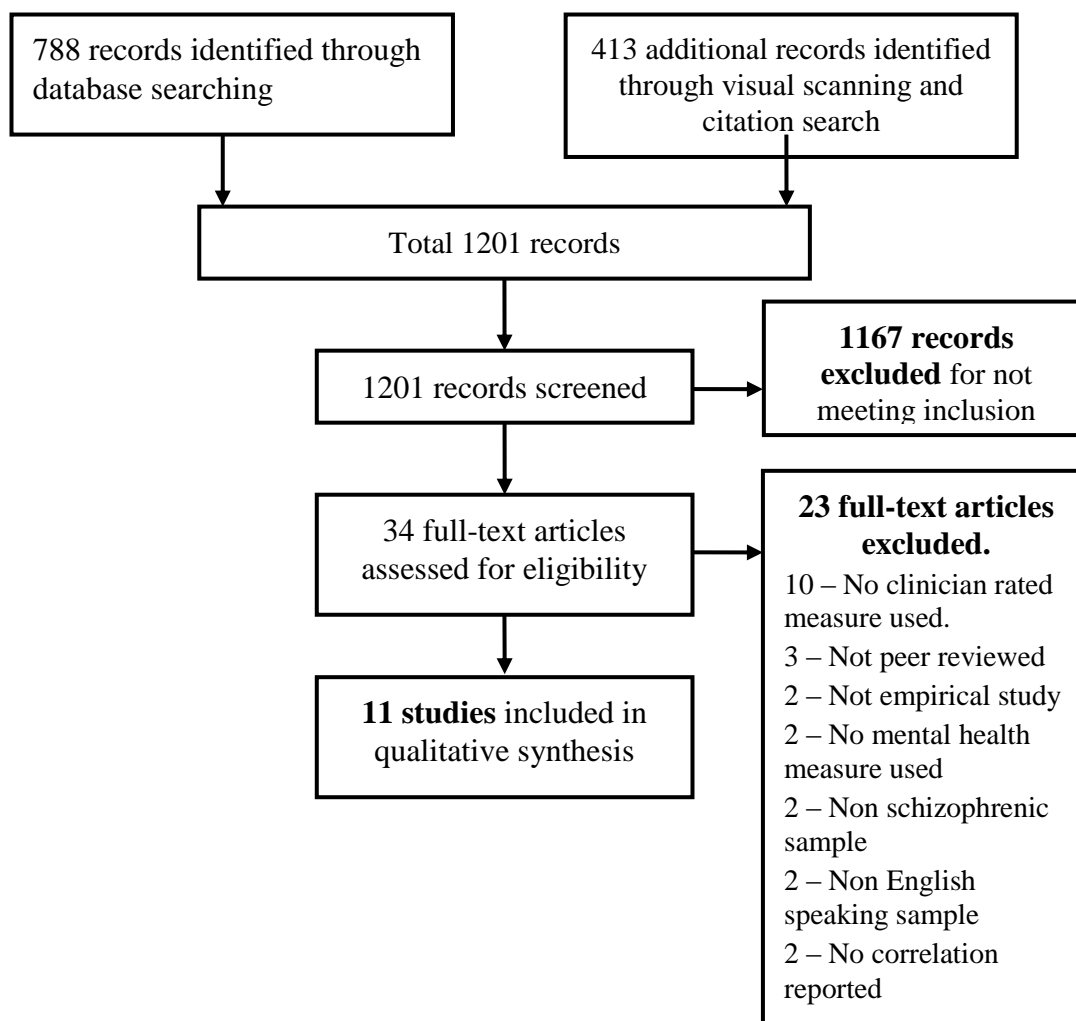 788 records identified through
database searching
413 additional records identified
through visual scanning and
citation search
Total 1201 records
1201 records screened
1167 records
excluded for not
meeting inclusion
34 full-text articles
assessed for eligibility
23 full-text articles
excluded.
10 – No clinician rated
measure used.
3 – Not peer reviewed
2 – Not empirical study
2 – No mental health
measure used
2 – Non schizophrenic
sample
2 – Non English
speaking sample
2 – No correlation
reported
11 studies included in
qualitative synthesis